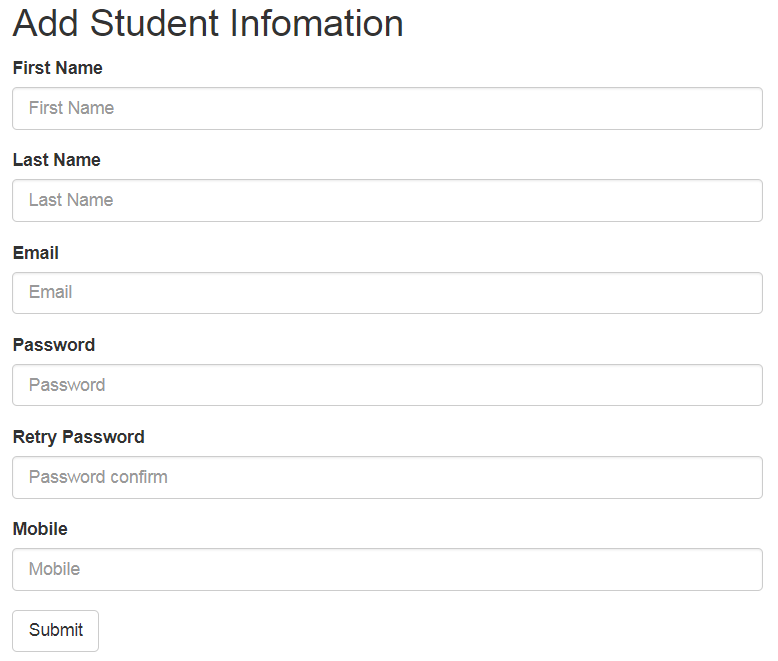 Add Student Infomation
First Name
First Name
Last Name
Last Name
Email
Email
Password
Password
Retry Password
Password confirm
Mobile
Mobile
Submit